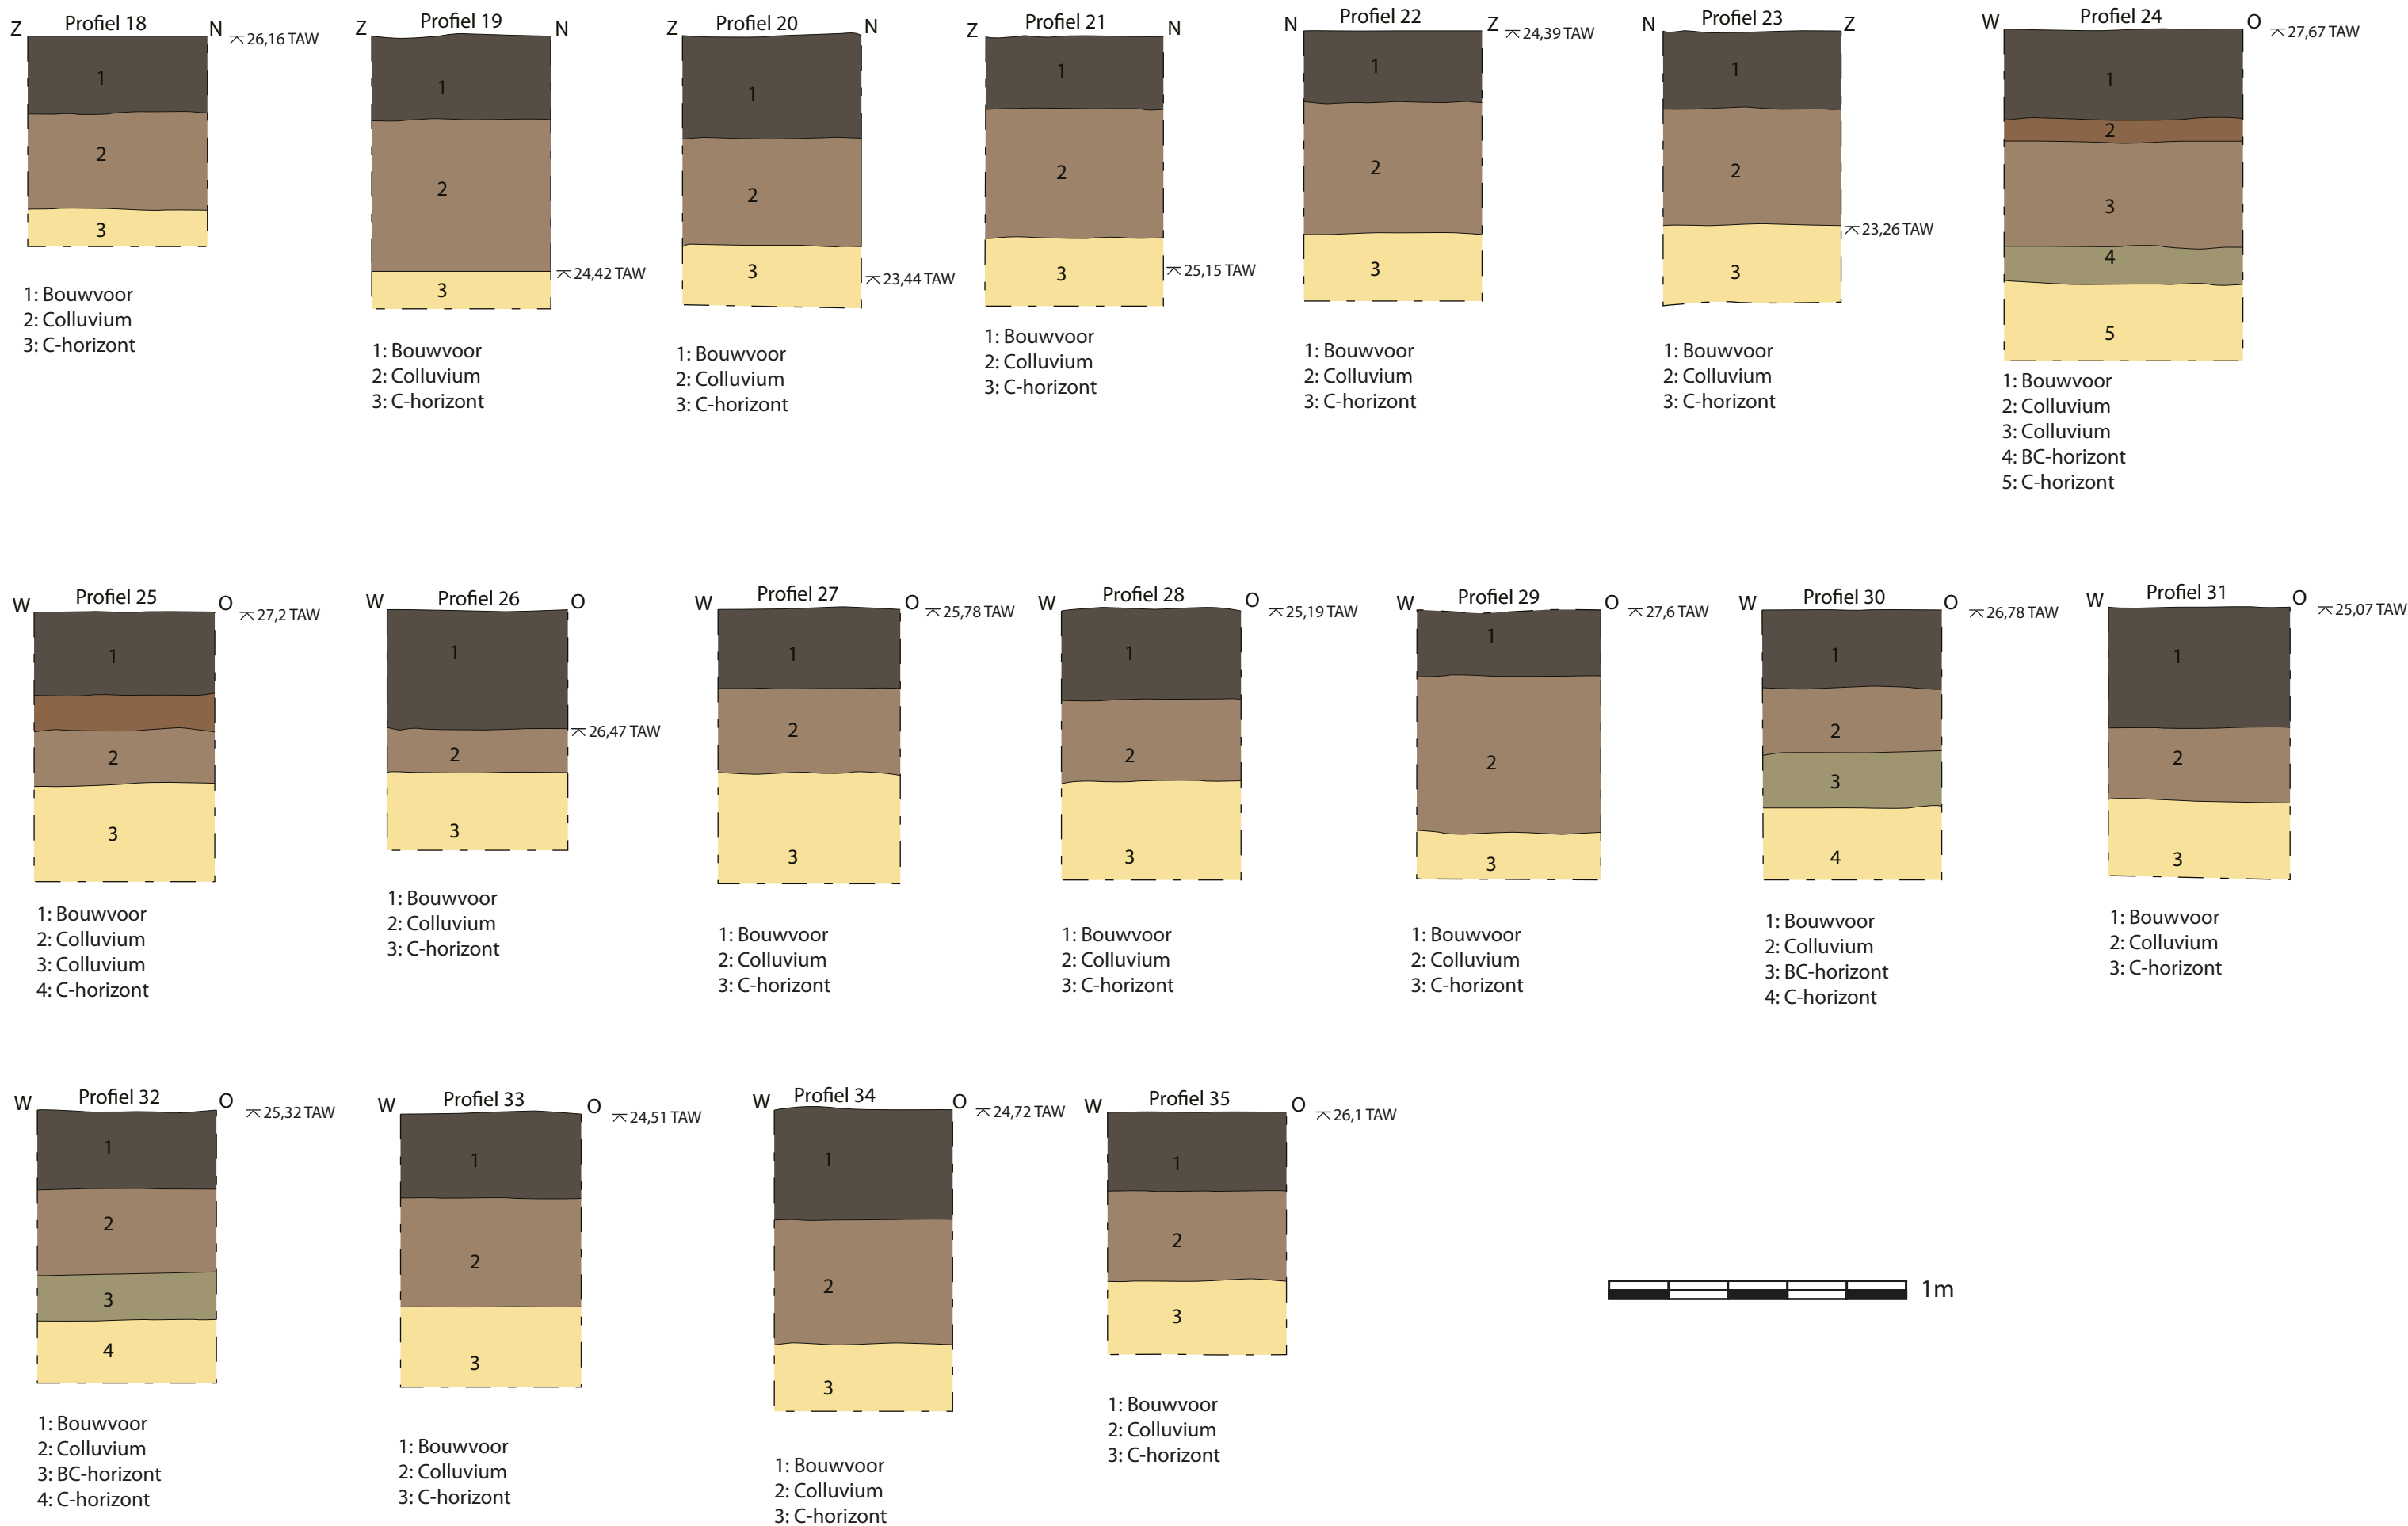 Profiel 18
Z
N
26,16 TAW
1
2
3
1: Bouwvoor
2: Colluvium
3: C-horizont
Profiel 19
Z
N
1
2
24,42 TAW
3
1: Bouwvoor
2: Colluvium
3: C-horizont
Profiel 20
Z
N
1
2
3
23,44 TAW
1: Bouwvoor
2: Colluvium
3: C-horizont
Profiel 21
Z
N
1
2
3
25,15 TAW
1: Bouwvoor
2: Colluvium
3: C-horizont
Profiel 22
N
Z
24,39 TAW
1
2
3
1: Bouwvoor
2: Colluvium
3: C-horizont
Profiel 23
N
Z
1
2
23,26 TAW
3
1: Bouwvoor
2: Colluvium
3: C-horizont
Profiel 24
W
O
27,67 TAW
1
2
3
4
5
1: Bouwvoor
2: Colluvium
3: Colluvium
4: BC-horizont
5: C-horizont
Profiel 25
W
O
27,2 TAW
1
2
3
1: Bouwvoor
2: Colluvium
3: Colluvium
4: C-horizont
Profiel 26
W
O
1
26,47 TAW
2
3
1: Bouwvoor
2: Colluvium
3: C-horizont
Profiel 27
W
O
25,78 TAW
1
2
3
1: Bouwvoor
2: Colluvium
3: C-horizont
Profiel 28
W
O
25,19 TAW
1
2
3
1: Bouwvoor
2: Colluvium
3: C-horizont
Profiel 29
W
O
27,6 TAW
1
2
3
1: Bouwvoor
2: Colluvium
3: C-horizont
Profiel 30
W
O
26,78 TAW
1
2
3
4
1: Bouwvoor
2: Colluvium
3: BC-horizont
4: C-horizont
Profiel 31
W
O
25,07 TAW
1
2
3
1: Bouwvoor
2: Colluvium
3: C-horizont
Profiel 32
W
O
25,32 TAW
1
2
3
4
1: Bouwvoor
2: Colluvium
3: BC-horizont
4: C-horizont
Profiel 33
W
O
24,51 TAW
1
2
3
1: Bouwvoor
2: Colluvium
3: C-horizont
Profiel 34
W
O
24,72 TAW
1
2
3
1: Bouwvoor
2: Colluvium
3: C-horizont
Profiel 35
W
O
26,1 TAW
1
2
3
1: Bouwvoor
2: Colluvium
3: C-horizont
1m